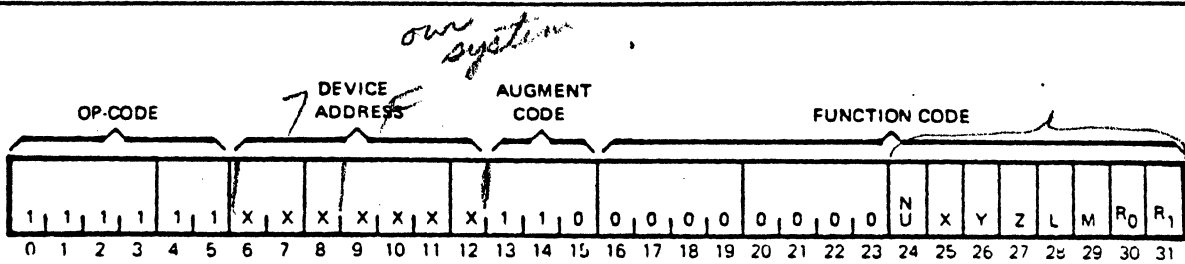 our
system
DEVICE
AUGMENT
OP-CODE
7
ADDRESS
F
CODE
FUNCTION CODE
1 1 1 1 1 1 X X X X X X X 1 1 0 0 0 0 0 0 0 0 0 NU X Y Z L M R0 R1
0 1 2 3 4 5 6 7 8 9 10 11 12 13 14 15 16 17 18 19 20 21 22 23 24 25 26 27 28 29 30 31